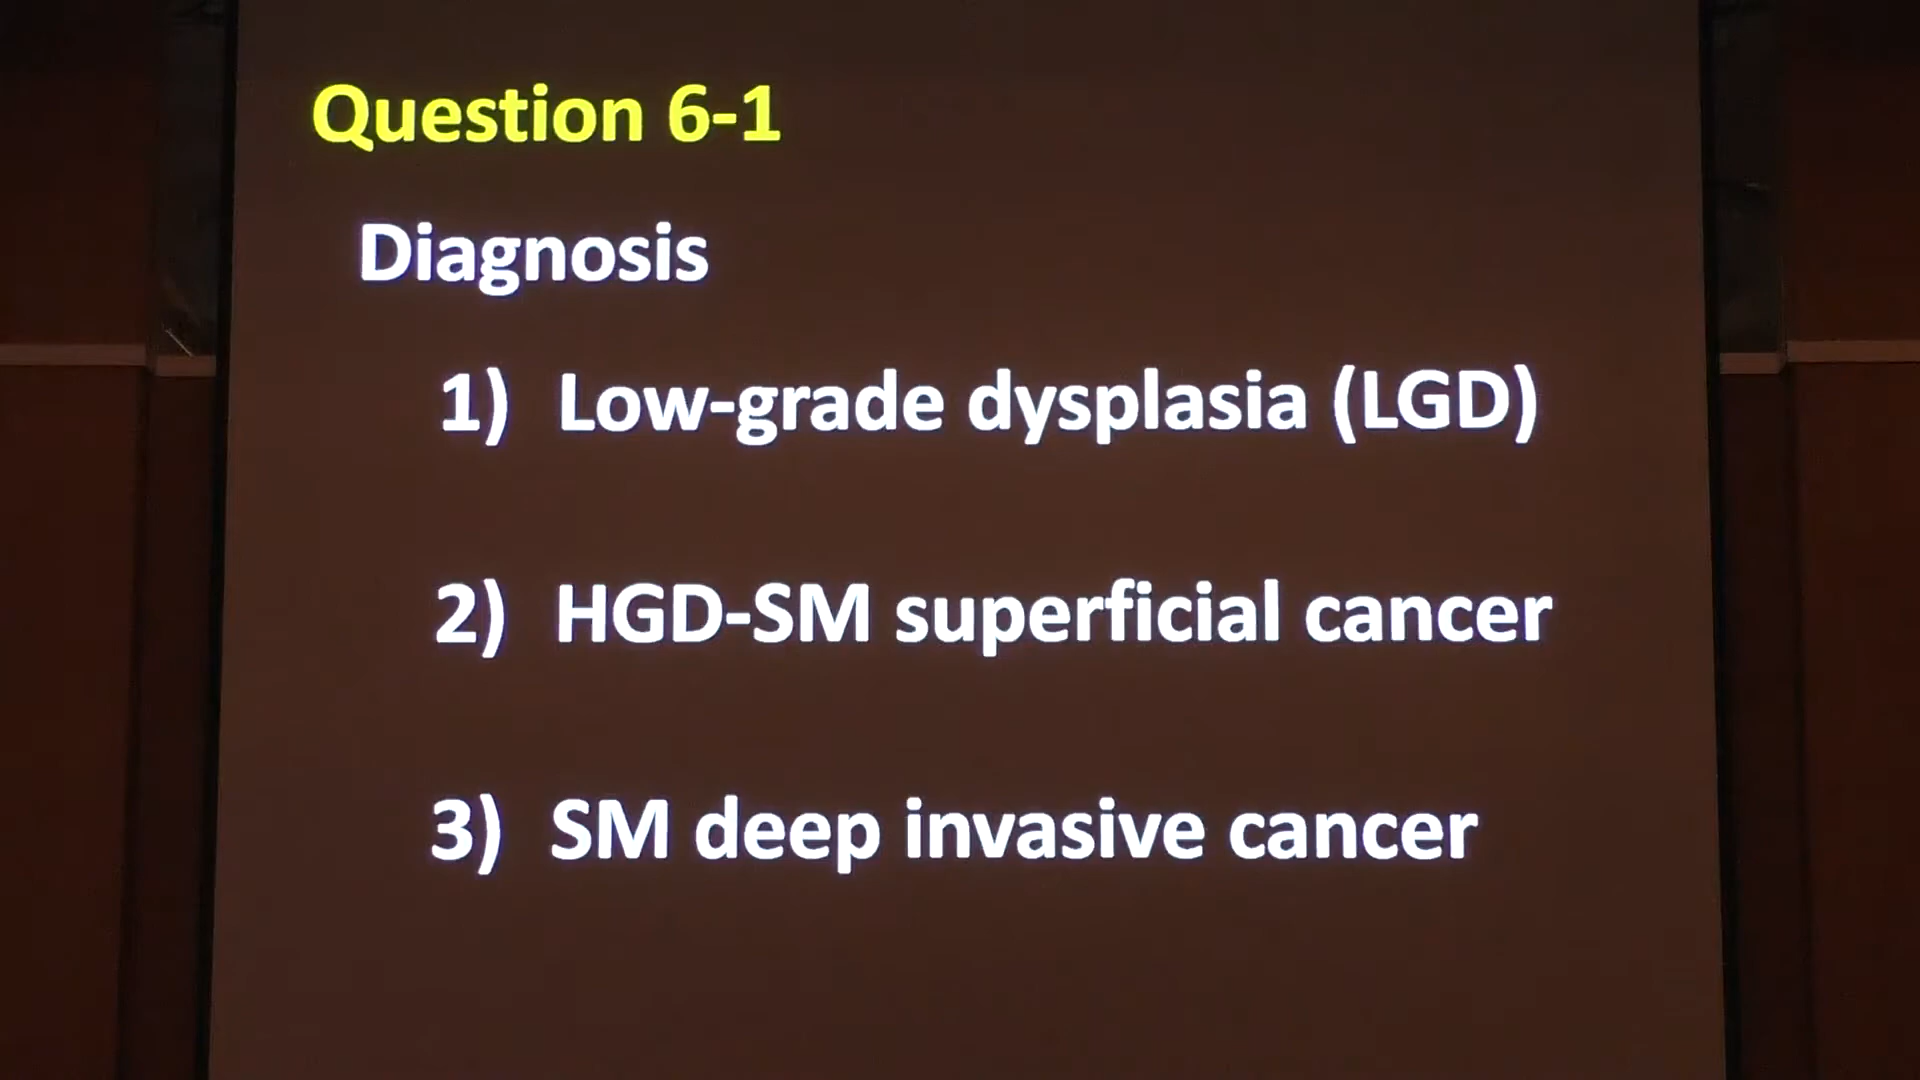 Question 6-1
Diagnosis
1) Low-grade dysplasia (LGD)
2) HGD-SM superficial cancer
3) SM deep invasive cancer